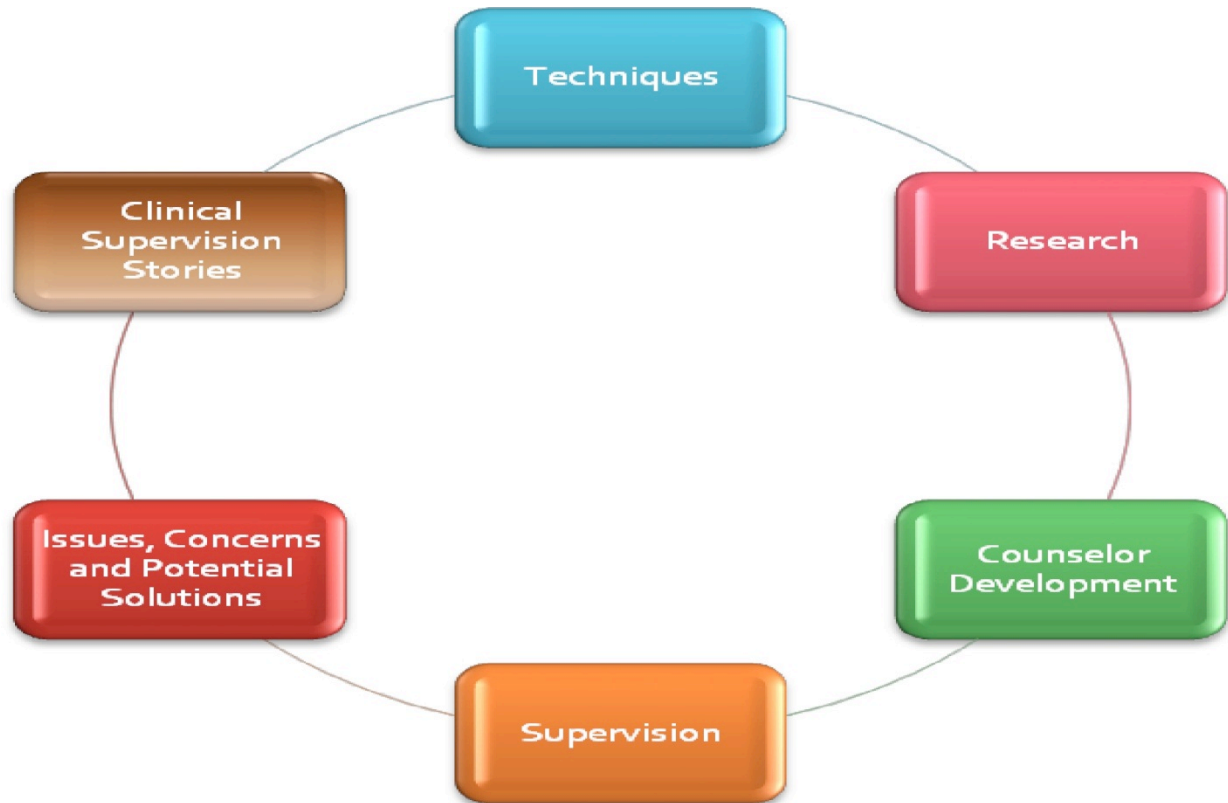 Techniques
Research
Counselor
Development
Supervision
Issues, Concerns
and Potential
Solutions
Clinical
Supervision
Stories